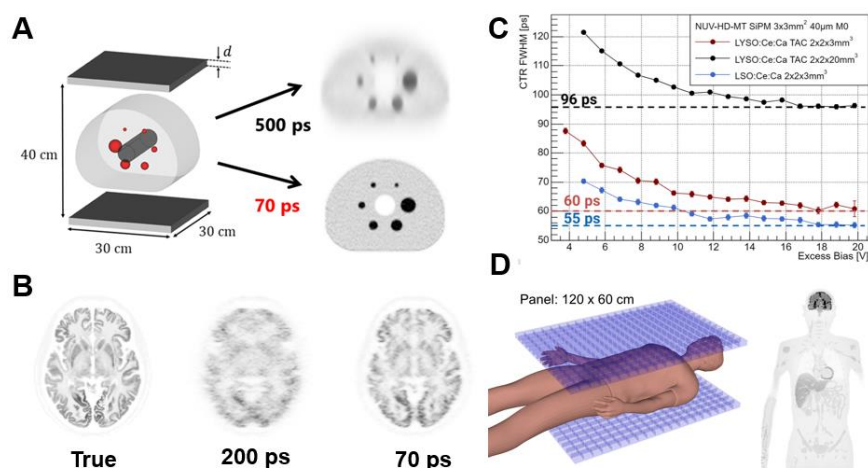 A
d
500 ps
40 cm
70 ps
30 cm
30 cm
B
True
200 ps
70 ps
C
CTR FWHM [ps]
120
110
100
90
80
70
60
50
NUV-HD-MT SiPM 3x3mm² 40µm M0
LYSO:Ce:Ca TAC 2x2x3mm³
LYSO:Ce:Ca TAC 2x2x20mm³
LSO:Ce:Ca 2x2x3mm³
96 ps
60 ps
55 ps
4 6 8 10 12 14 16 18 20
Excess Bias [V]
D
Panel: 120 x 60 cm